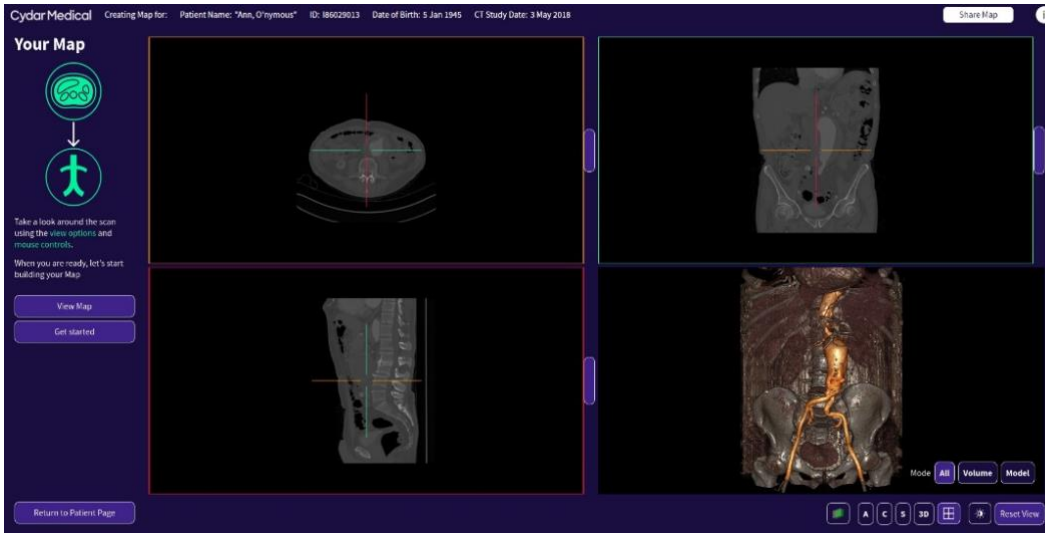 Cydar Medical Creating Map for: Patient Name: "Ann, O'nymous" ID: 186029013 Date of Birth: 5 Jan 1945 CT Study Date: 3 May 2018 Share Map
Your Map
Take a look around the scan
using the view options and
mouse controls.
When you are ready, let's start
building your Map
View Map
Get started
Mode All Volume Model
Return to Patient Page
A C S 3D Reset View